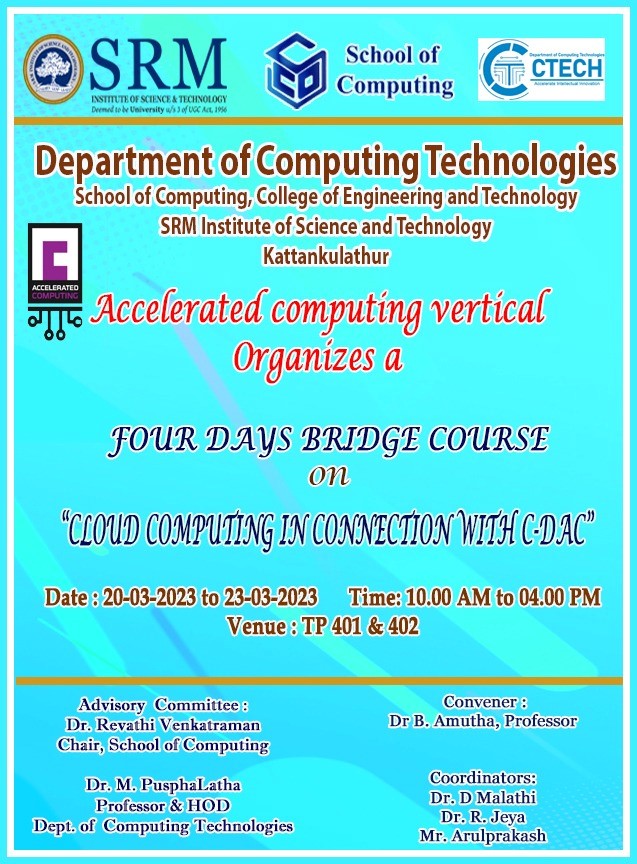 SRM
INSTITUTE OF SCIENCE & TECHNOLOGY
Deemed to be University u/s 3 of UGC Act, 1956
School of
Computing
Department of Computing Technologies
CTECH
Accelerate Intellectual Innovation
Department of Computing Technologies
School of Computing, College of Engineering and Technology
SRM Institute of Science and Technology
Kattankulathur
ACCELERATED
COMPUTING
Accelerated computing vertical
Organizes a
FOUR DAYS BRIDGE COURSE
on
“CLOUD COMPUTING IN CONNECTION WITH C-DAC”
Date : 20-03-2023 to 23-03-2023 Time: 10.00 AM to 04.00 PM
Venue : TP 401 & 402
Advisory Committee :
Dr. Revathi Venkatraman
Chair, School of Computing
Dr. M. PusphaLatha
Professor & HOD
Dept. of Computing Technologies
Convener :
Dr B. Amutha, Professor
Coordinators:
Dr. D Malathi
Dr. R. Jeya
Mr. Arulprakash